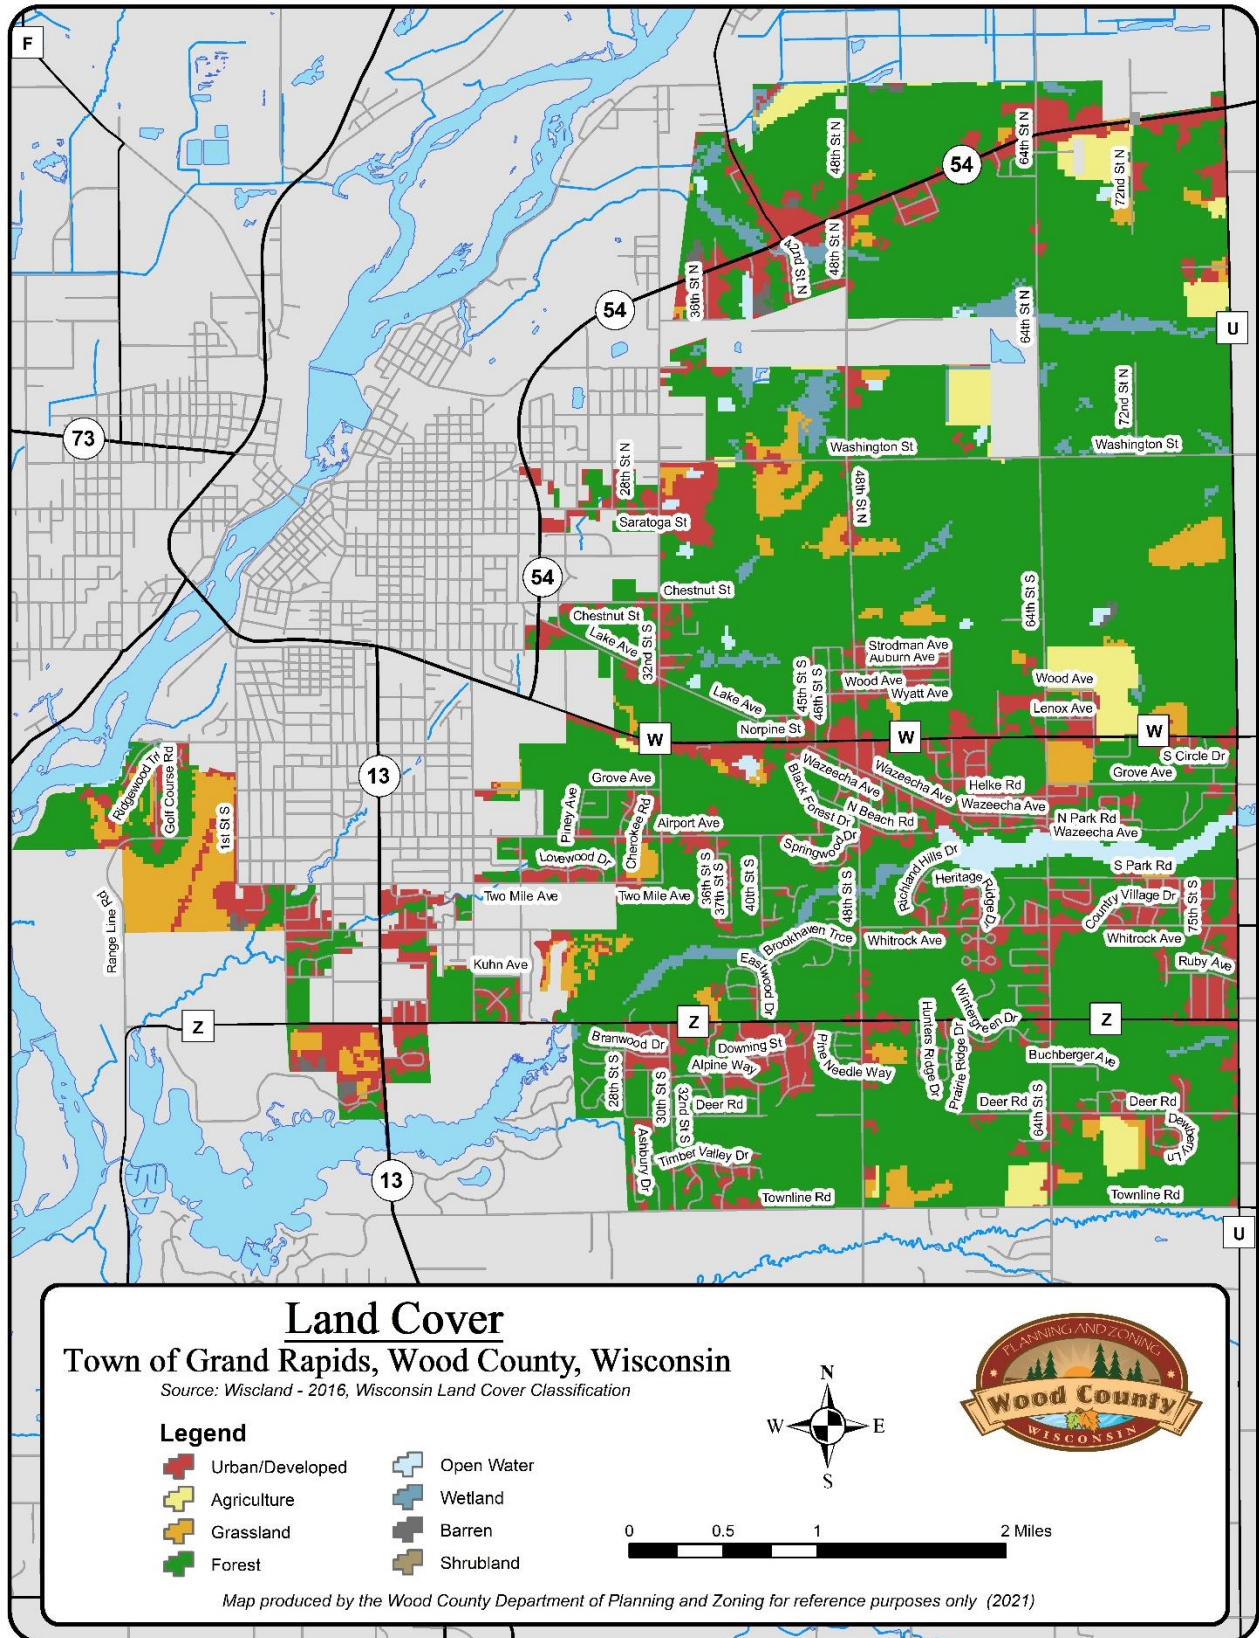 F
48th St N
64th St N
54
72nd St N
42nd St N
48th St N
36th St N
54
64th St N
U
73
72nd St N
28th St N
Washington St
Washington St
48th St N
Saratoga St
54
64th St S
Chestnut St
Chestnut St
Lake Ave
32nd St S
Strodman Ave
Auburn Ave
45th St S
46th St S
Wood Ave
Wyatt Ave
Wood Ave
Lake Ave
Lenox Ave
Norpine St
W
W
W
Ridgewood Trl
Golf Course Rd
13
S Circle Dr
Grove Ave
Grove Ave
Wazeecha Ave
Wazeecha Ave
Helke Rd
Wazeecha Ave
Black Forest Dr
N Beach Rd
1st St S
Piney Ave
Cherokee Rd
Airport Ave
N Park Rd
Wazeecha Ave
Springwood Dr
Lovewood Dr
Richland Hills Dr
S Park Rd
Heritage Ridge Dr
36th St S
37th St S
40th St S
48th St S
Two Mile Ave
Two Mile Ave
Country Village Dr
75th St S
Range Line Rd
Brookhaven Trce
Whitrock Ave
Whitrock Ave
Kuhn Ave
Eastwood Dr
Ruby Ave
Z
Z
Z
Wintergreen Dr
Hunters Ridge Dr
Prairie Ridge Dr
Branwood Dr
Downing St
Pine Needle Way
Buchberger Ave
Alpine Way
28th St S
30th St S
32nd St S
Deer Rd
Deer Rd
64th St S
Deer Rd
Dewberry Ln
Ashbury Dr
Timber Valley Dr
13
Townline Rd
Townline Rd
U
Land Cover
Town of Grand Rapids, Wood County, Wisconsin
Source: Wiscland - 2016, Wisconsin Land Cover Classification
Legend
Urban/Developed
Agriculture
Grassland
Forest
Open Water
Wetland
Barren
Shrubland
N
W
E
S
0 0.5 1 2 Miles
PLANNING AND ZONING
Wood County
WISCONSIN
Map produced by the Wood County Department of Planning and Zoning for reference purposes only (2021)